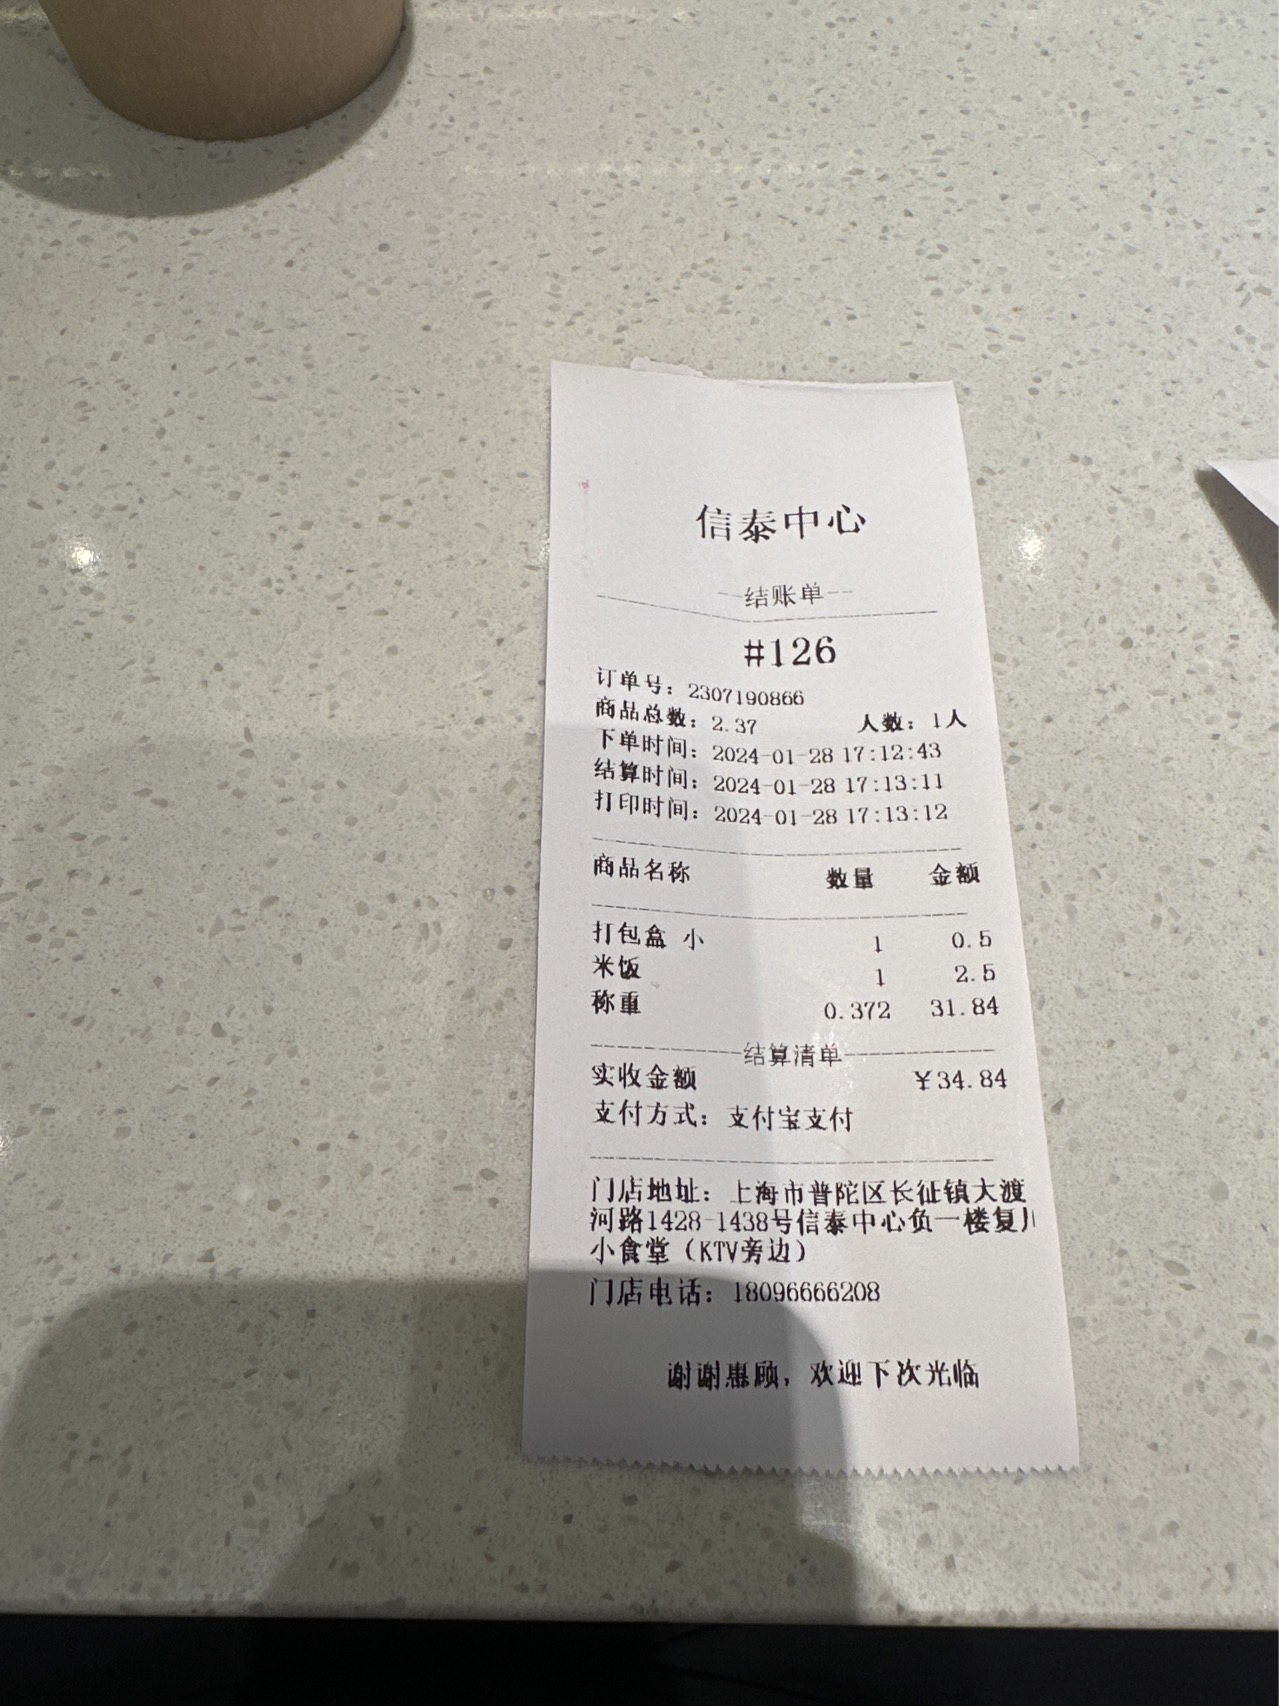 信泰中心
--结账单--
#126
订单号：2307190866
商品总数：2.37 人数：1人
下单时间：2024-01-28 17:12:43
结算时间：2024-01-28 17:13:11
打印时间：2024-01-28 17:13:12
商品名称 数量 金额
打包盒 小 1 0.5
米饭 1 2.5
称重 0.372 31.84
结算清单
实收金额 ¥34.84
支付方式：支付宝支付
门店地址：上海市普陀区长征镇大渡
河路1428-1438号信泰中心负一楼复
小食堂（KTV旁边）
门店电话：18096666208
谢谢惠顾，欢迎下次光临